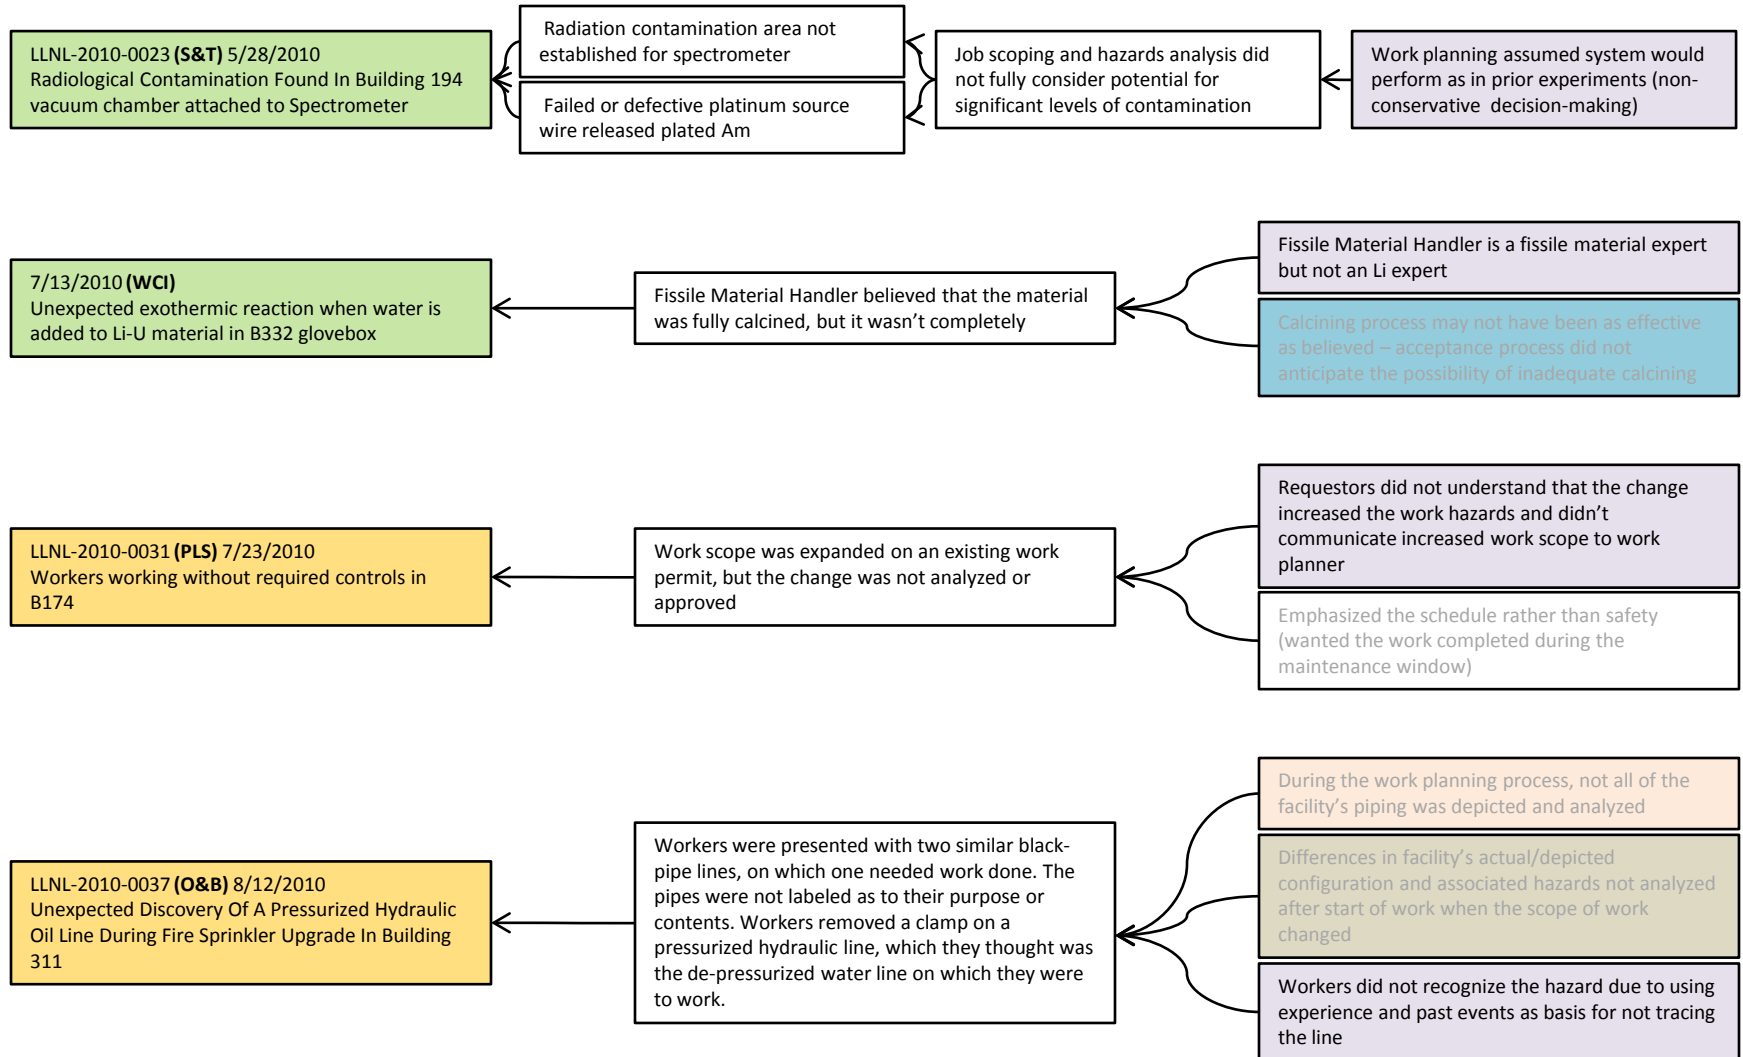 LLNL-2010-0023 (S&T) 5/28/2010
Radiological Contamination Found In Building 194
vacuum chamber attached to Spectrometer
Radiation contamination area not
established for spectrometer
Failed or defective platinum source
wire released plated Am
Job scoping and hazards analysis did
not fully consider potential for
significant levels of contamination
Work planning assumed system would
perform as in prior experiments (non-
conservative decision-making)
7/13/2010 (WCI)
Unexpected exothermic reaction when water is
added to Li-U material in B332 glovebox
Fissile Material Handler believed that the material
was fully calcined, but it wasn't completely
Fissile Material Handler is a fissile material expert
but not an Li expert
Calcining process may not have been as effective
as believed – acceptance process did not
anticipate the possibility of inadequate calcining
LLNL-2010-0031 (PLS) 7/23/2010
Workers working without required controls in
B174
Work scope was expanded on an existing work
permit, but the change was not analyzed or
approved
Requestors did not understand that the change
increased the work hazards and didn't
communicate increased work scope to work
planner
Emphasized the schedule rather than safety
(wanted the work completed during the
maintenance window)
LLNL-2010-0037 (O&B) 8/12/2010
Unexpected Discovery Of A Pressurized Hydraulic
Oil Line During Fire Sprinkler Upgrade In Building
311
Workers were presented with two similar black-
pipe lines, on which one needed work done. The
pipes were not labeled as to their purpose or
contents. Workers removed a clamp on a
pressurized hydraulic line, which they thought was
the de-pressurized water line on which they were
to work.
During the work planning process, not all of the
facility's piping was depicted and analyzed
Differences in facility's actual/depicted
configuration and associated hazards not analyzed
after start of work when the scope of work
changed
Workers did not recognize the hazard due to using
experience and past events as basis for not tracing
the line